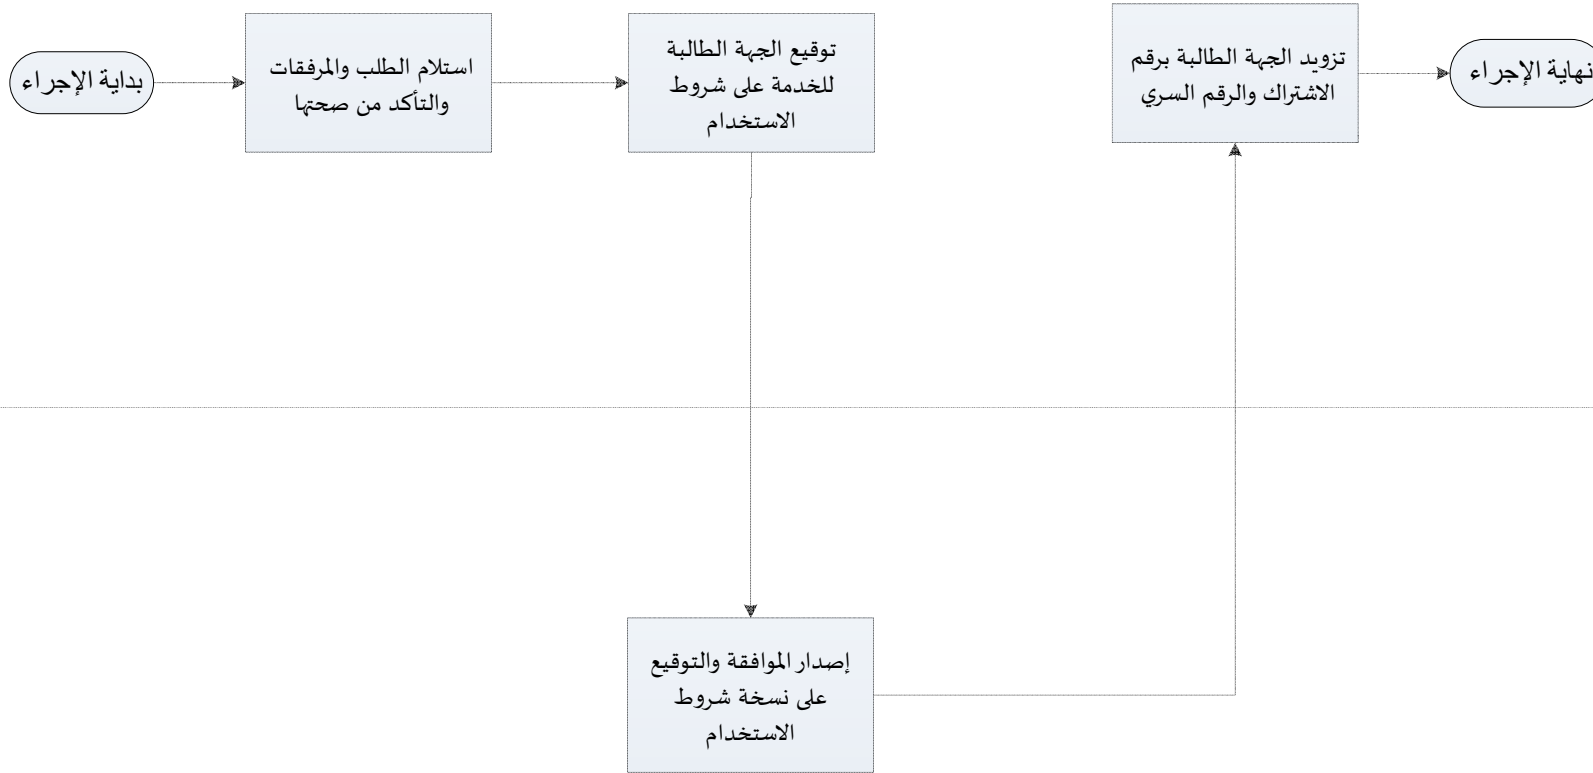 بداية الإجراء
استلام الطلب والمرفقات
والتأكد من صحتها
توقيع الجهة الطالبة
للخدمة على شروط
الاستخدام
إصدار الموافقة والتوقيع
على نسخة شروط
الاستخدام
تزويد الجهة الطالبة برقم
الاشتراك والرقم السري
نهاية الإجراء